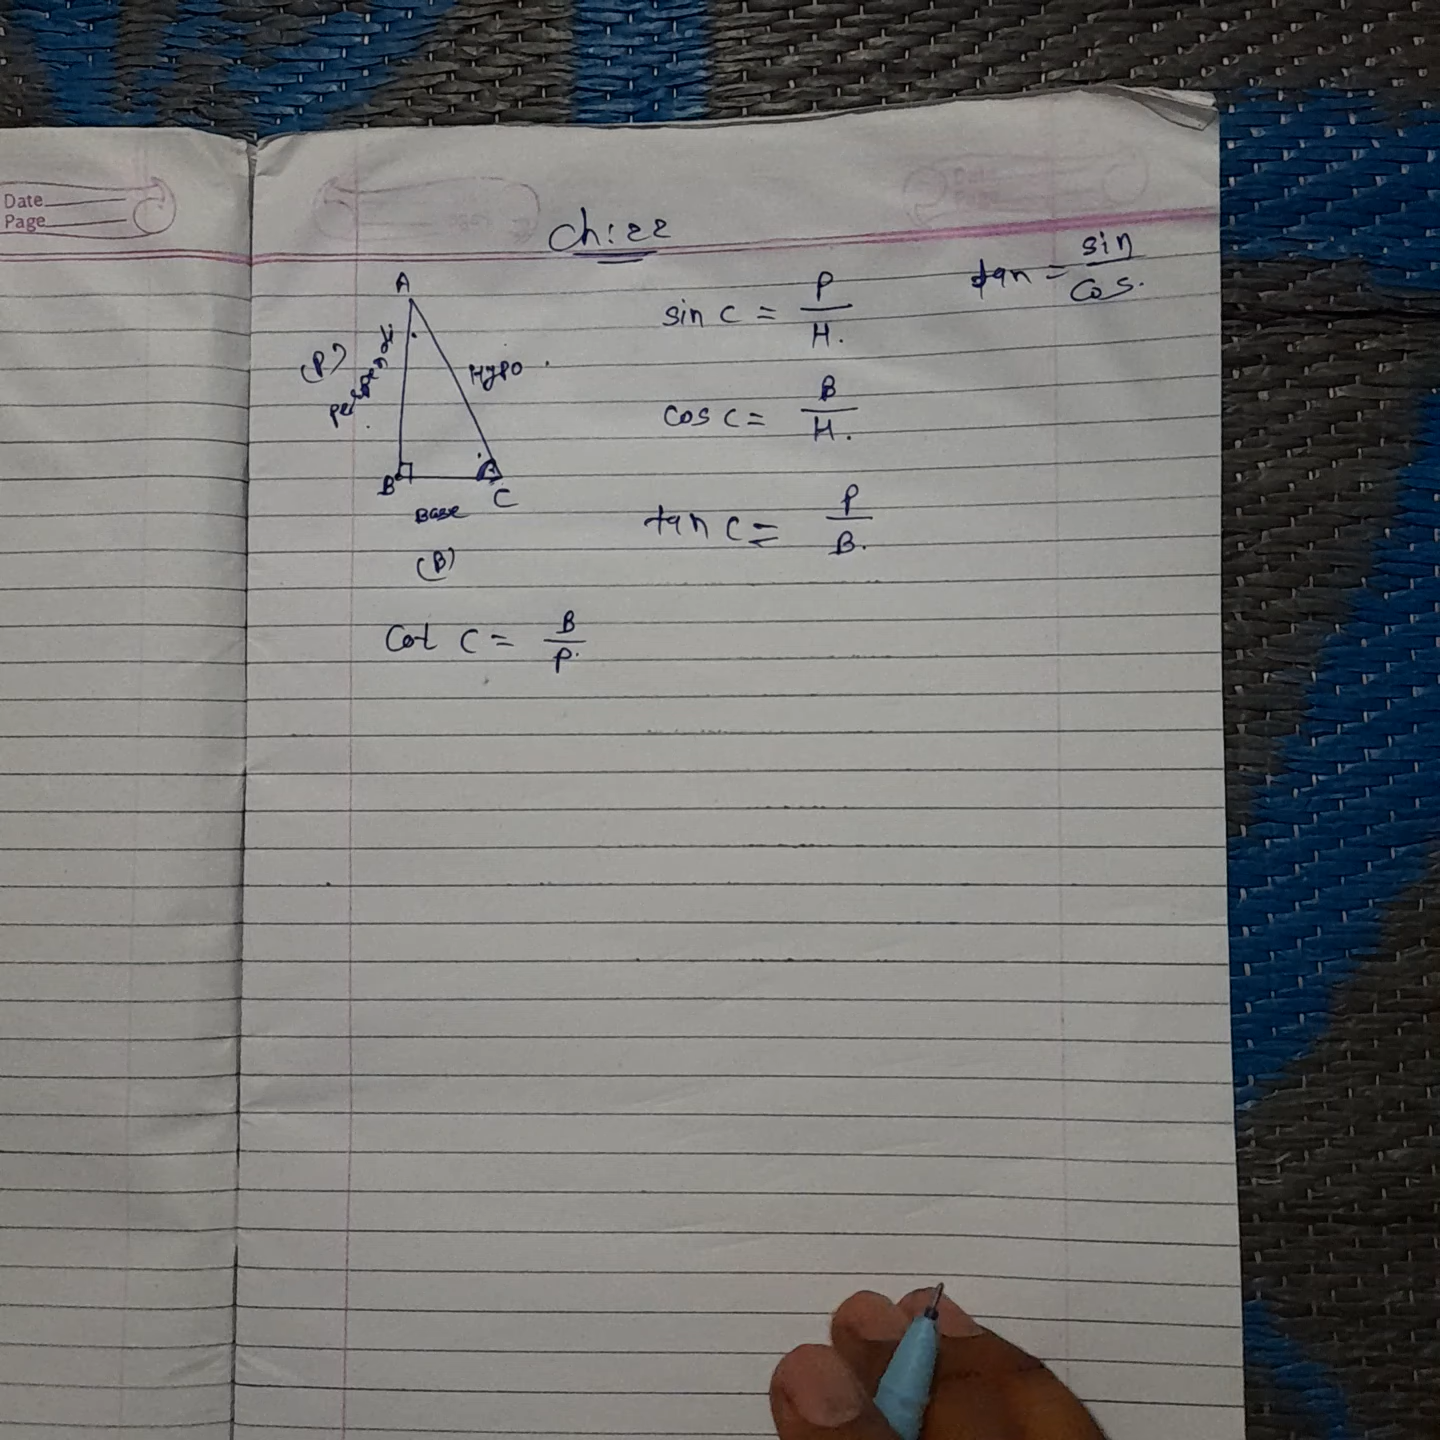 Date
Page
Ch:22
A
(P)
Hypo
B
C
Base
(B)
sin C = P/H.
tan = sin/cos.
cos C = B/H.
tan C = P/B.
Cot C = B/P.